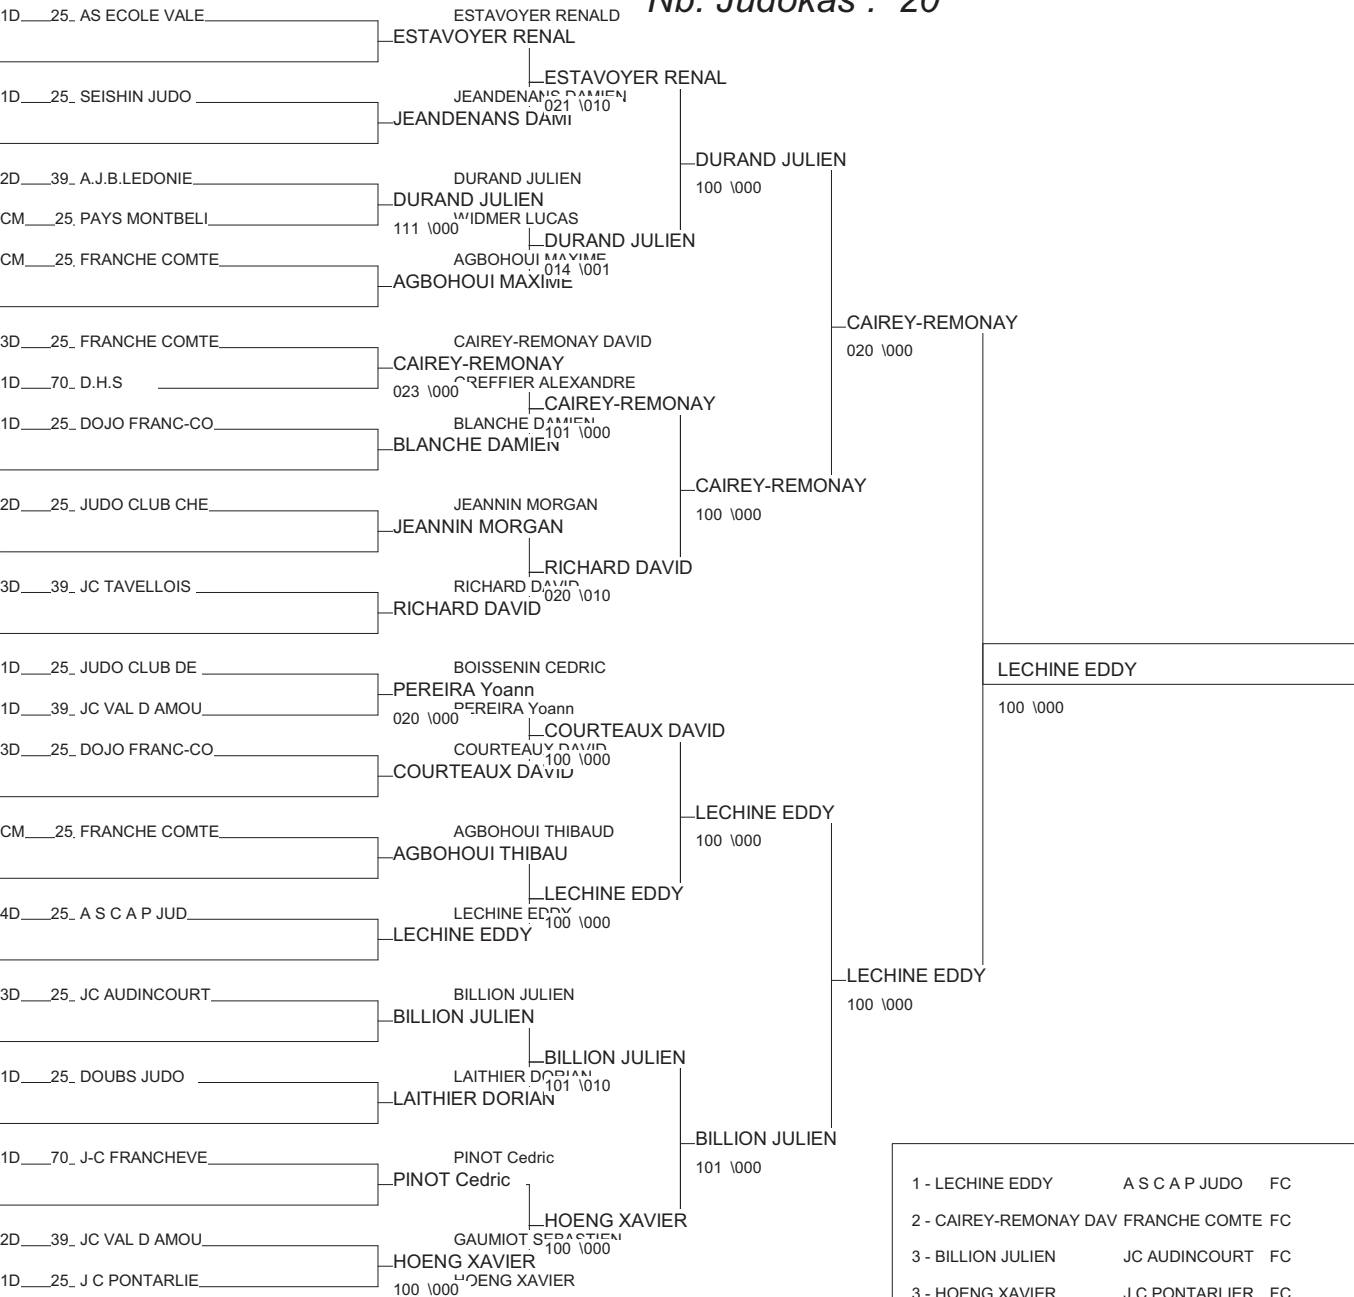 Nb. Judokas : 20
1D 25 AS ECOLE VALE ESTAVOYER RENALD
ESTAVOYER RENAL
ESTAVOYER RENAL
1D 25 SEISHIN JUDO JEANDENANS DAMIEN
021 \010
JEANDENANS DAMI
DURAND JULIEN
100 \000
2D 39 A.J.B.LEDONIE DURAND JULIEN
DURAND JULIEN
CM 25 PAYS MONTBELI WIDMER LUCAS
111 \000
DURAND JULIEN
CM 25 FRANCHE COMTE AGBOHOUI MAXIME
014 \001
AGBOHOUI MAXIME
CAIREY-REMONAY
020 \000
3D 25 FRANCHE COMTE CAIREY-REMONAY DAVID
CAIREY-REMONAY
1D 70 D.H.S GREFFIER ALEXANDRE
023 \000
CAIREY-REMONAY
1D 25 DOJO FRANC-CO BLANCHE DAMIEN
101 \000
BLANCHE DAMIEN
CAIREY-REMONAY
100 \000
2D 25 JUDO CLUB CHE JEANNIN MORGAN
JEANNIN MORGAN
RICHARD DAVID
3D 39 JC TAVELLOIS RICHARD DAVID
020 \010
RICHARD DAVID
LECHINE EDDY
100 \000
1D 25 JUDO CLUB DE BOISSENIN CEDRIC
PEREIRA Yoann
1D 39 JC VAL D AMOU PEREIRA Yoann
020 \000
COURTEAUX DAVID
3D 25 DOJO FRANC-CO COURTEAUX DAVID
100 \000
COURTEAUX DAVID
LECHINE EDDY
100 \000
CM 25 FRANCHE COMTE AGBOHOUI THIBAUD
AGBOHOUI THIBAU
LECHINE EDDY
4D 25 A S C A P JUD LECHINE EDDY
100 \000
LECHINE EDDY
LECHINE EDDY
100 \000
3D 25 JC AUDINCOURT BILLION JULIEN
BILLION JULIEN
BILLION JULIEN
1D 25 DOUBS JUDO LAITHIER DORIAN
101 \010
LAITHIER DORIAN
BILLION JULIEN
101 \000
1D 70 J-C FRANCHEVE PINOT Cedric
PINOT Cedric
HOENG XAVIER
2D 39 JC VAL D AMOU GAUMIOT SEBASTIEN
100 \000
HOENG XAVIER
1D 25 J C PONTARLIE HOENG XAVIER
100 \000
1 - LECHINE EDDY A S C A P JUDO FC
2 - CAIREY-REMONAY DAV FRANCHE COMTE FC
3 - BILLION JULIEN JC AUDINCOURT FC
3 - HOENG XAVIER J C PONTARLIER FC